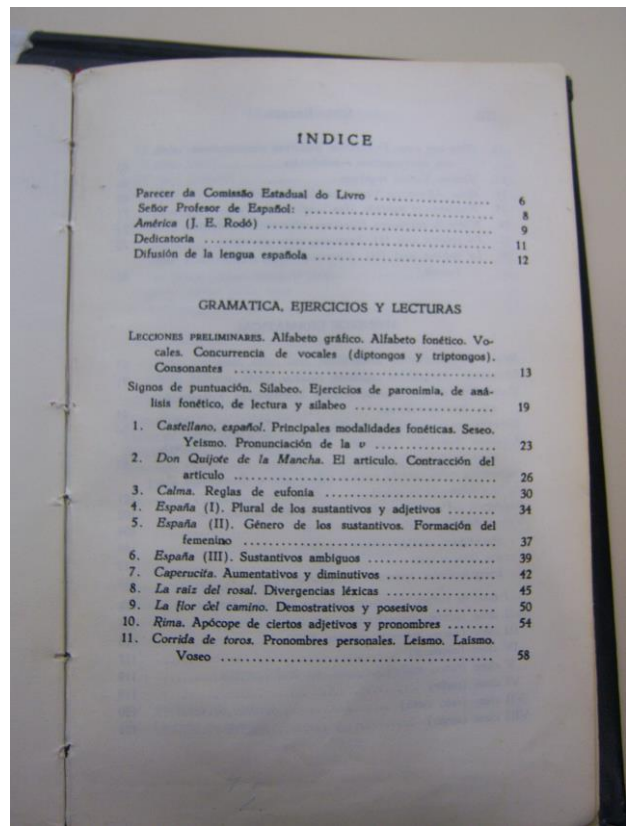 INDICE
Parecer da Comissão Estadual do Livro .................... 6
Señor Profesor de Español: .................... 8
América (J. E. Rodó) .................... 9
Dedicatoria .................... 11
Difusión de la lengua española .................... 12
GRAMATICA, EJERCICIOS Y LECTURAS
LECCIONES PRELIMINARES. Alfabeto gráfico. Alfabeto fonético. Vo-
cales. Concurrencia de vocales (diptongos y triptongos).
Consonantes .................... 13
Signos de puntuación. Silabeo. Ejercicios de paronimia, de aná-
lisis fonético, de lectura y silabeo .................... 19
1. Castellano, español. Principales modalidades fonéticas. Seseo.
Yeísmo. Pronunciación de la v .................... 23
2. Don Quijote de la Mancha. El artículo. Contracción del
artículo .................... 26
3. Calma. Reglas de eufonía .................... 30
4. España (I). Plural de los sustantivos y adjetivos ........ 34
5. España (II). Género de los sustantivos. Formación del
femenino .................... 37
6. España (III). Sustantivos ambiguos .................... 39
7. Caperucita. Aumentativos y diminutivos .................... 42
8. La raíz del rosal. Divergencias léxicas .................... 45
9. La flor del camino. Demostrativos y posesivos ......... 50
10. Rima. Apócope de ciertos adjetivos y pronombres ........ 54
11. Corrida de toros. Pronombres personales. Leísmo. Laísmo.
Voseo .................... 58